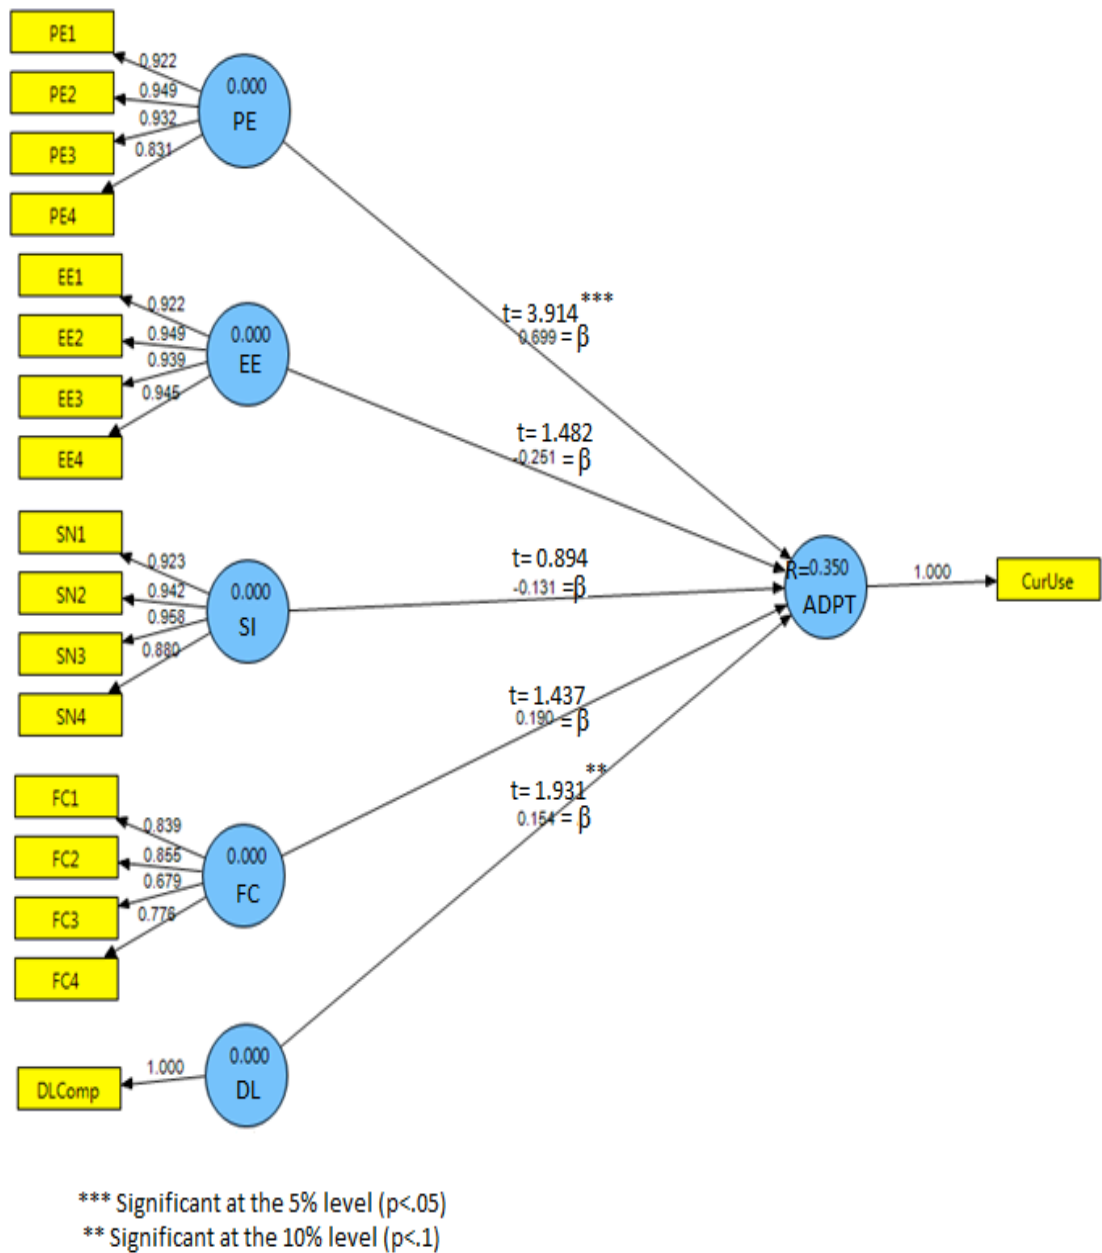 PE1
0.922
PE2
0.949
PE3
0.932
PE4
0.831
0.000
PE
EE1
0.922
EE2
0.949
EE3
0.939
EE4
0.945
0.000
EE
SN1
0.923
SN2
0.942
SN3
0.958
SN4
0.880
0.000
SI
FC1
0.839
FC2
0.855
FC3
0.679
FC4
0.776
0.000
FC
DLComp
1.000
0.000
DL
t= 3.914 ***
0.699 = β
t= 1.482
-0.251 = β
t= 0.894
-0.131 = β
t= 1.437
0.190 = β
t= 1.931 **
0.154 = β
R=0.350
ADPT
1.000
CurUse
*** Significant at the 5% level (p<.05)
** Significant at the 10% level (p<.1)